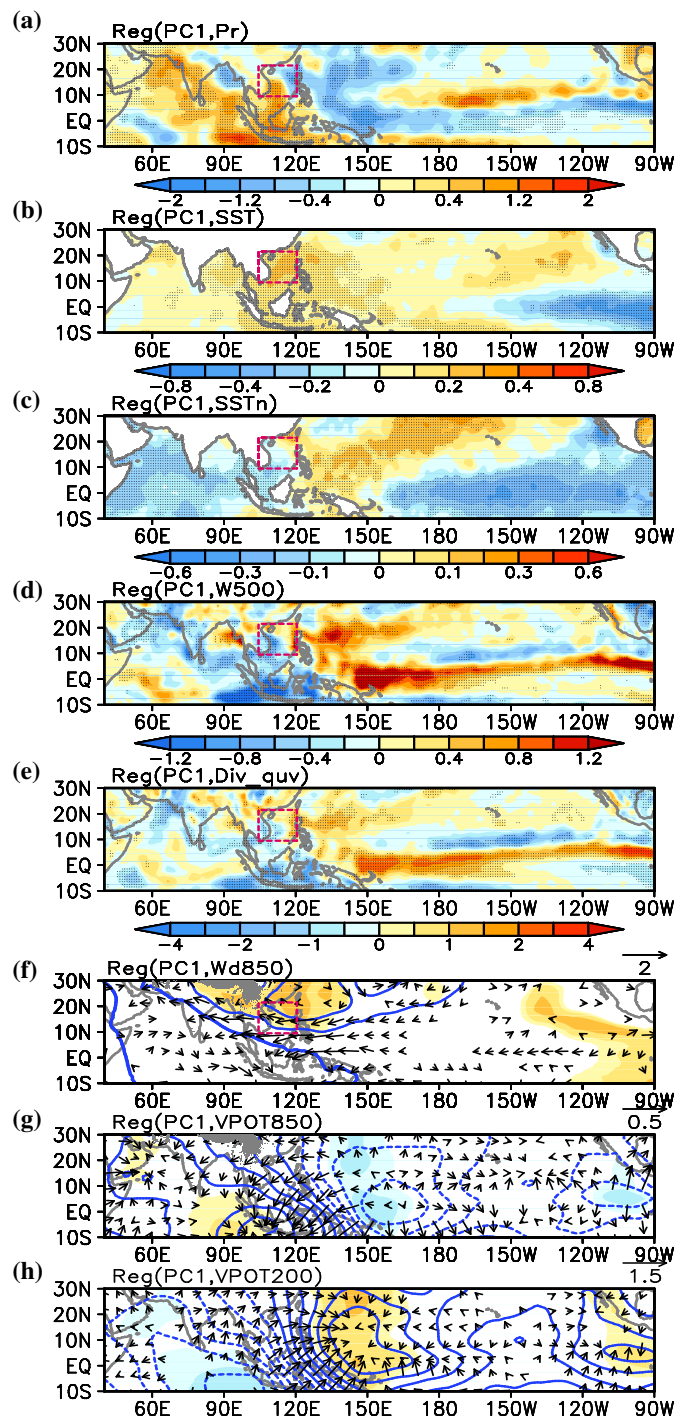 (a)
Reg(PC1,Pr)
30N
20N
10N
EQ
10S
60E 90E 120E 150E 180 150W 120W 90W
-2 -1.2 -0.4 0 0.4 1.2 2
(b)
Reg(PC1,SST)
30N
20N
10N
EQ
10S
60E 90E 120E 150E 180 150W 120W 90W
-0.8 -0.4 -0.2 0 0.2 0.4 0.8
(c)
Reg(PC1,SSTn)
30N
20N
10N
EQ
10S
60E 90E 120E 150E 180 150W 120W 90W
-0.6 -0.3 -0.1 0 0.1 0.3 0.6
(d)
Reg(PC1,W500)
30N
20N
10N
EQ
10S
60E 90E 120E 150E 180 150W 120W 90W
-1.2 -0.8 -0.4 0 0.4 0.8 1.2
(e)
Reg(PC1,Div_quv)
30N
20N
10N
EQ
10S
60E 90E 120E 150E 180 150W 120W 90W
-4 -2 -1 0 1 2 4
(f)
Reg(PC1,Wd850)
2
30N
20N
10N
EQ
10S
60E 90E 120E 150E 180 150W 120W 90W
(g)
Reg(PC1,VPOT850)
0.5
30N
20N
10N
EQ
10S
60E 90E 120E 150E 180 150W 120W 90W
(h)
Reg(PC1,VPOT200)
1.5
30N
20N
10N
EQ
10S
60E 90E 120E 150E 180 150W 120W 90W